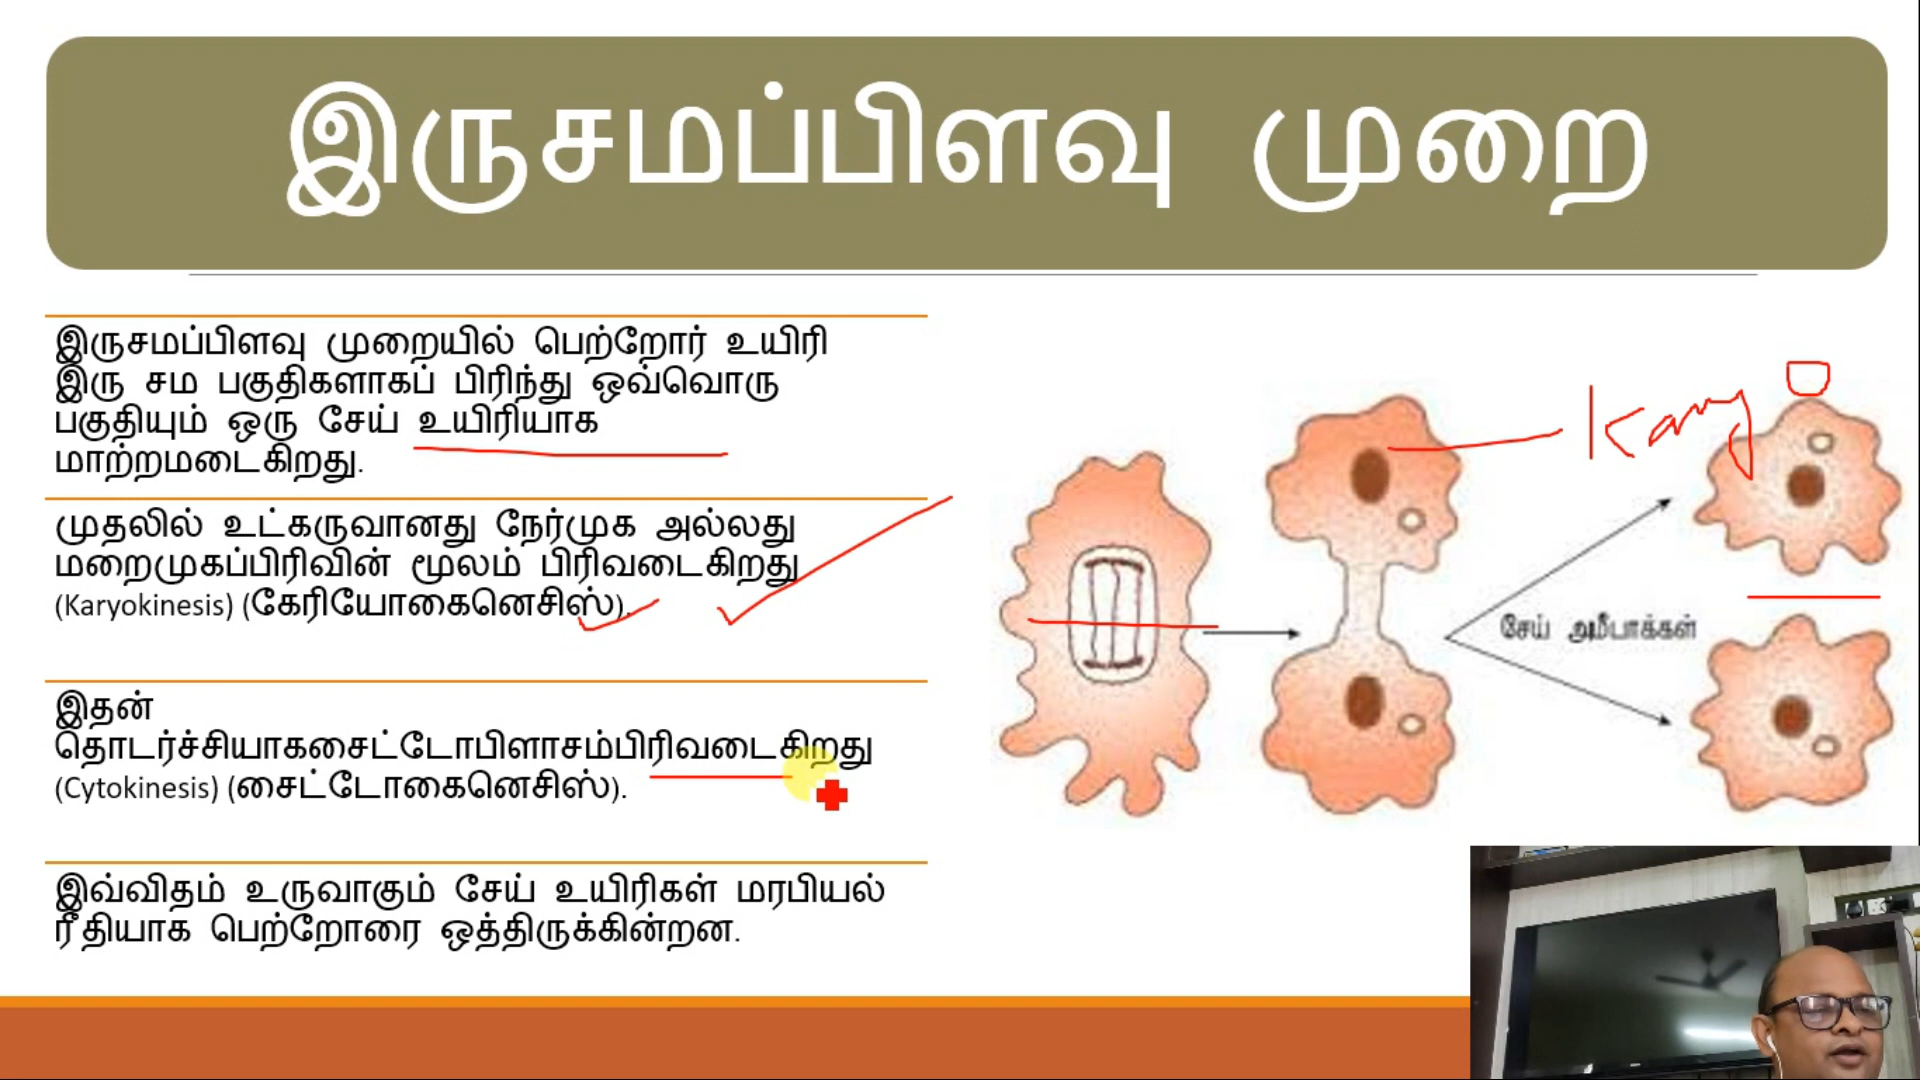 இருசமப்பிளவு முறை
இருசமப்பிளவு முறையில் பெற்றோர் உயிரி
இரு சம பகுதிகளாகப் பிரிந்து ஒவ்வொரு
பகுதியும் ஒரு சேய் உயிரியாக
மாற்றமடைகிறது.
முதலில் உட்கருவானது நேர்முக அல்லது
மறைமுகப்பிரிவின் மூலம் பிரிவடைகிறது
(Karyokinesis) (கேரியோகைனெசிஸ்).
இதன்
தொடர்ச்சியாகசைட்டோபிளாசம்பிரிவடைகிறது
(Cytokinesis) (சைட்டோகைனெசிஸ்).
இவ்விதம் உருவாகும் சேய் உயிரிகள் மரபியல்
ரீதியாக பெற்றோரை ஒத்திருக்கின்றன.
சேய் அமீபாக்கள்